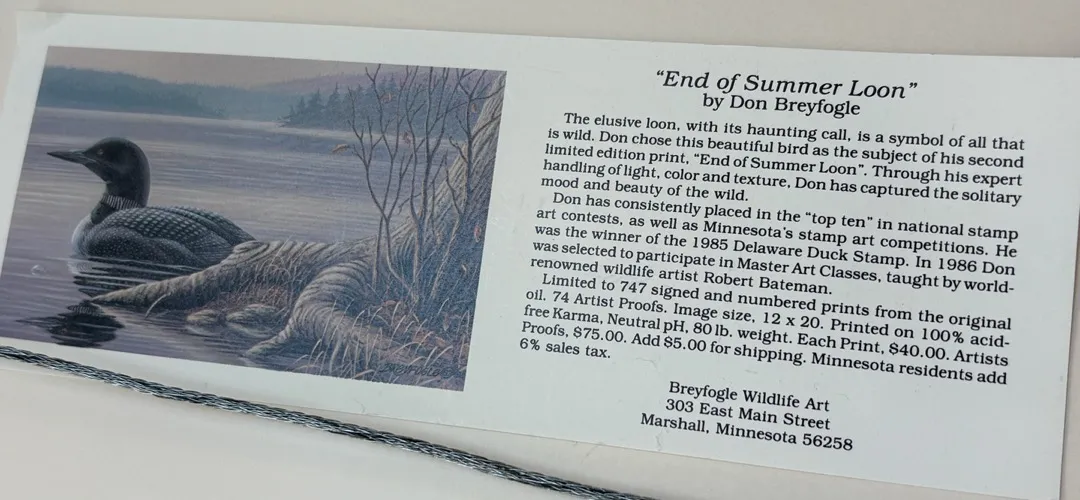 “End of Summer Loon”
by Don Breyfogle
The elusive loon, with its haunting call, is a symbol of all that
is wild. Don chose this beautiful bird as the subject of his second
limited edition print, “End of Summer Loon”. Through his expert
handling of light, color and texture, Don has captured the solitary
mood and beauty of the wild.
Don has consistently placed in the “top ten” in national stamp
art contests, as well as Minnesota’s stamp art competitions. He
was the winner of the 1985 Delaware Duck Stamp. In 1986 Don
was selected to participate in Master Art Classes, taught by world-
renowned wildlife artist Robert Bateman.
Limited to 747 signed and numbered prints from the original
oil. 74 Artist Proofs. Image size, 12 x 20. Printed on 100% acid-
free Karma, Neutral pH, 80 lb. weight. Each Print, $40.00. Artists
Proofs, $75.00. Add $5.00 for shipping. Minnesota residents add
6% sales tax.
Breyfogle Wildlife Art
303 East Main Street
Marshall, Minnesota 56258